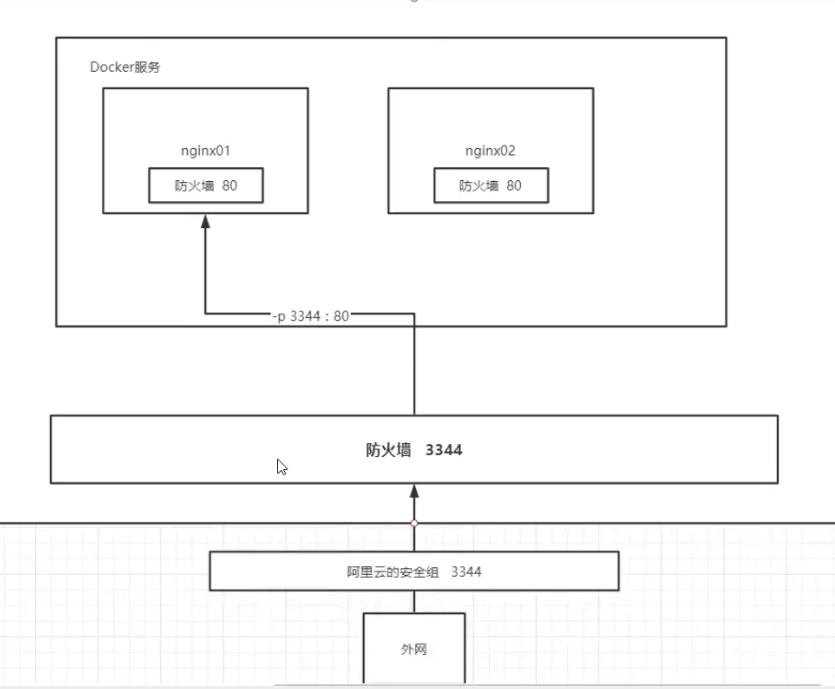 Docker服务
nginx01
nginx02
防火墙 80
防火墙 80
-p 3344：80
防火墙 3344
阿里云的安全组 3344
外网